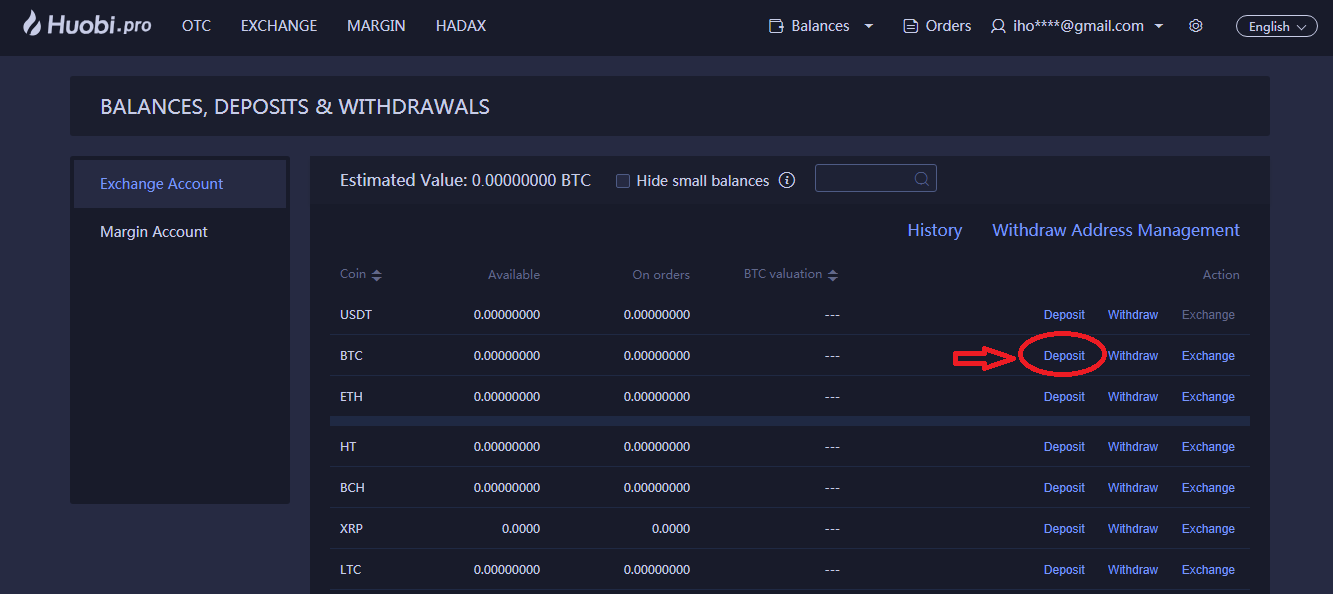 Huobi.pro OTC EXCHANGE MARGIN HADAX Balances Orders iho****@gmail.com English
BALANCES, DEPOSITS & WITHDRAWALS
Exchange Account
Margin Account
Estimated Value: 0.00000000 BTC Hide small balances
History Withdraw Address Management
Coin Available On orders BTC valuation Action
USDT 0.00000000 0.00000000 --- Deposit Withdraw Exchange
BTC 0.00000000 0.00000000 --- Deposit Withdraw Exchange
ETH 0.00000000 0.00000000 --- Deposit Withdraw Exchange
HT 0.00000000 0.00000000 --- Deposit Withdraw Exchange
BCH 0.00000000 0.00000000 --- Deposit Withdraw Exchange
XRP 0.0000 0.0000 --- Deposit Withdraw Exchange
LTC 0.00000000 0.00000000 --- Deposit Withdraw Exchange